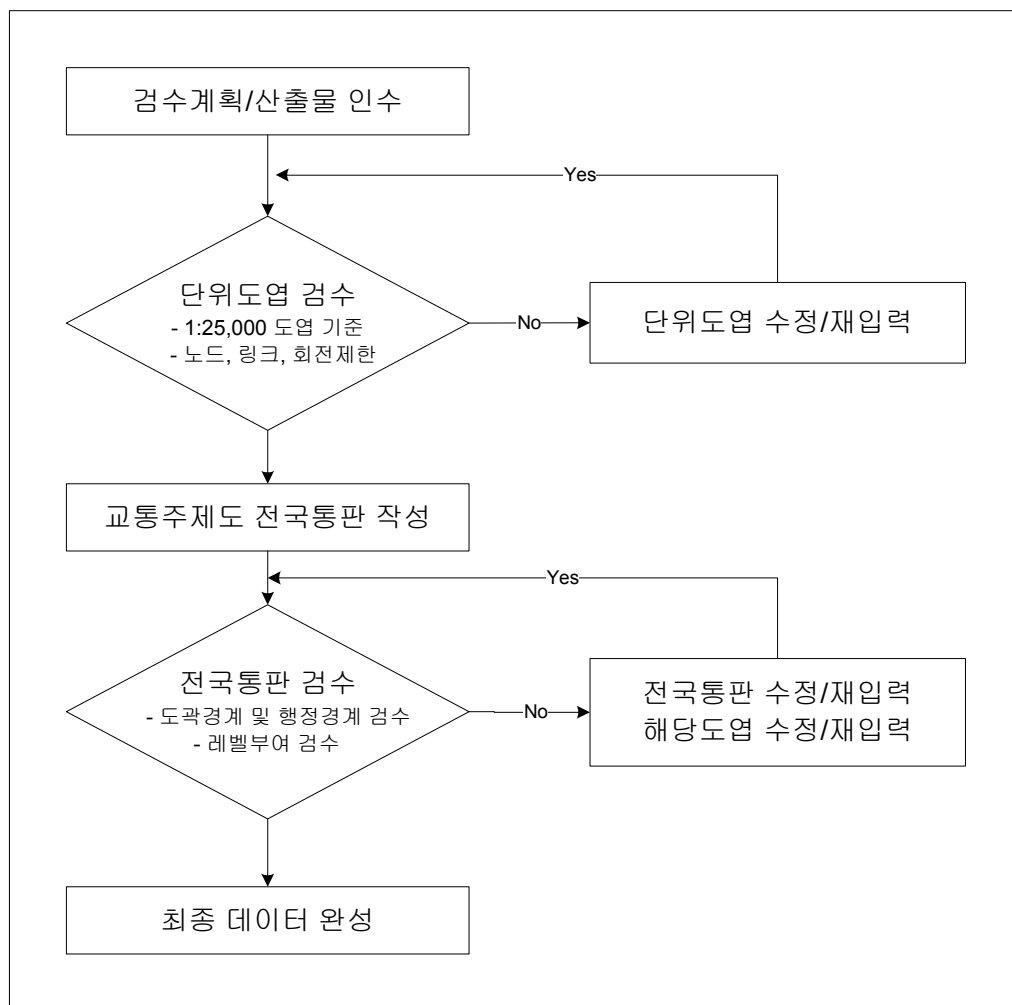 검수계획/산출물 인수
Yes
단위도엽 검수
- 1:25,000 도엽 기준
- 노드, 링크, 회전제한
No
단위도엽 수정/재입력
교통주제도 전국통판 작성
Yes
전국통판 검수
- 도곽경계 및 행정경계 검수
- 레벨부여 검수
No
전국통판 수정/재입력
해당도엽 수정/재입력
최종 데이터 완성